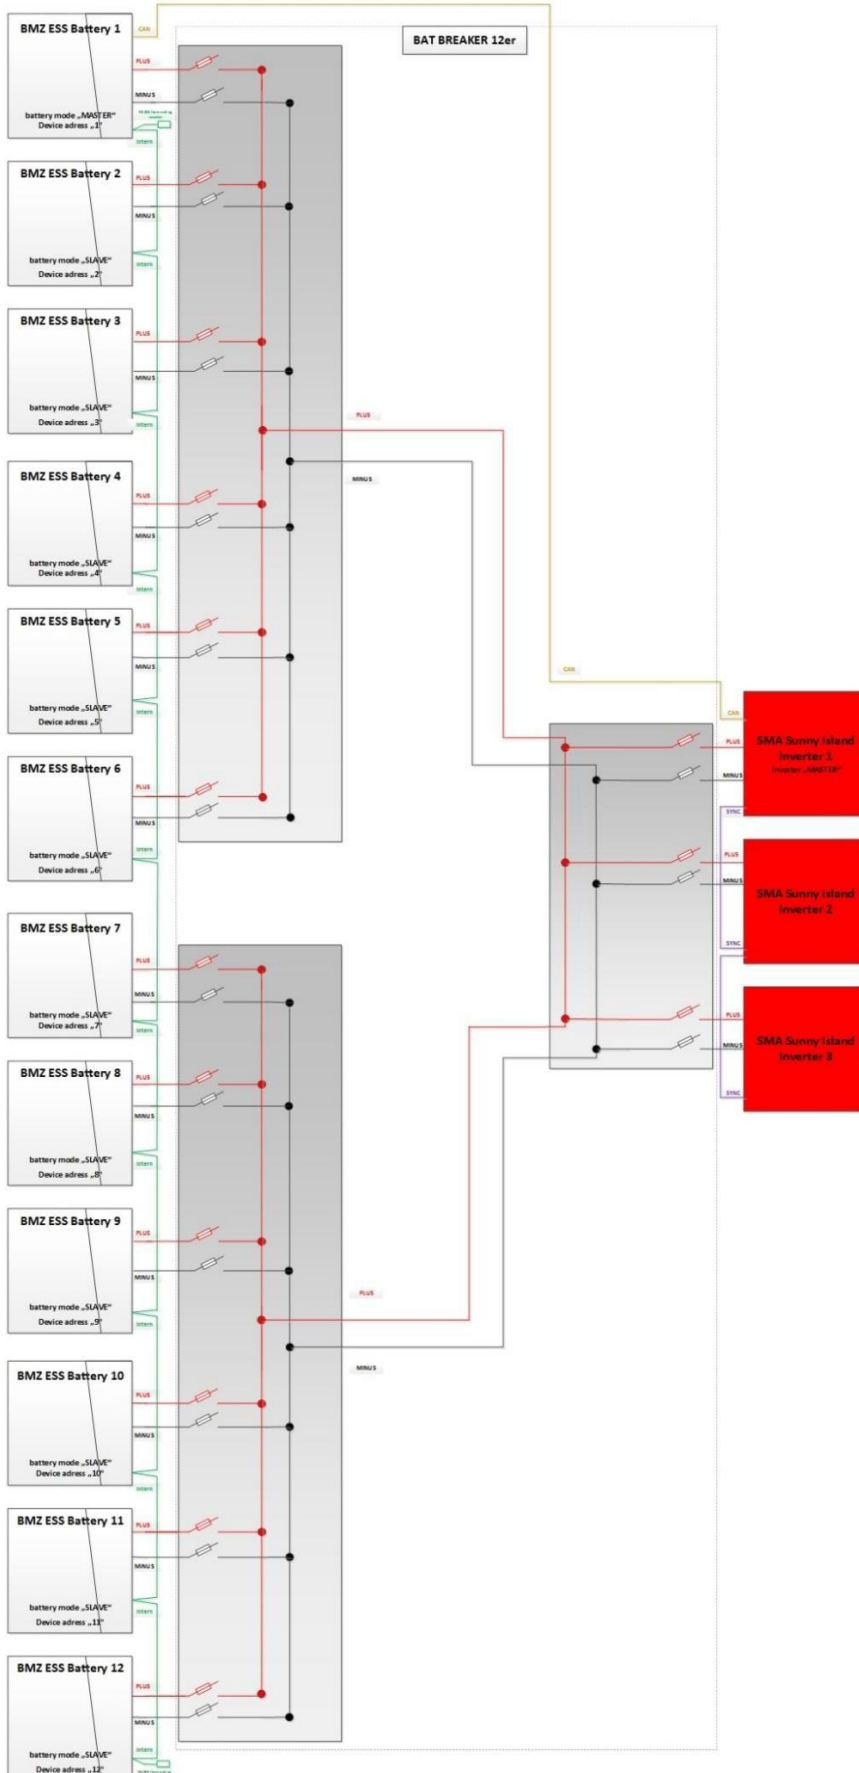 BAT BREAKER 12er
BMZ ESS Battery 1
CAN
PLUS
MINUS
battery mode „MASTER“
Device adress „1“
Intern
BMZ ESS Battery 2
PLUS
MINUS
battery mode „SLAVE“
Device adress „2“
Intern
BMZ ESS Battery 3
PLUS
MINUS
battery mode „SLAVE“
Device adress „3“
Intern
PLUS
MINUS
BMZ ESS Battery 4
PLUS
MINUS
battery mode „SLAVE“
Device adress „4“
Intern
BMZ ESS Battery 5
PLUS
MINUS
battery mode „SLAVE“
Device adress „5“
Intern
BMZ ESS Battery 6
PLUS
MINUS
battery mode „SLAVE“
Device adress „6“
Intern
CAN
CAN
SMA Sunny Island
Inverter 1
Inverter „MASTER“
PLUS
MINUS
SYNC
PLUS
MINUS
SMA Sunny Island
Inverter 2
SYNC
PLUS
MINUS
SMA Sunny Island
Inverter 3
SYNC
BMZ ESS Battery 7
PLUS
MINUS
battery mode „SLAVE“
Device adress „7“
Intern
BMZ ESS Battery 8
PLUS
MINUS
battery mode „SLAVE“
Device adress „8“
Intern
BMZ ESS Battery 9
PLUS
MINUS
battery mode „SLAVE“
Device adress „9“
Intern
PLUS
MINUS
BMZ ESS Battery 10
PLUS
MINUS
battery mode „SLAVE“
Device adress „10“
Intern
BMZ ESS Battery 11
PLUS
MINUS
battery mode „SLAVE“
Device adress „11“
Intern
BMZ ESS Battery 12
PLUS
MINUS
battery mode „SLAVE“
Device adress „12“
Intern